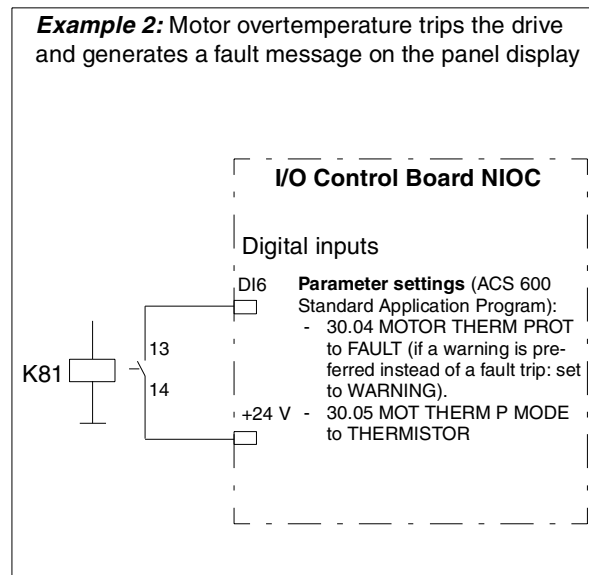 Example 2: Motor overtemperature trips the drive
and generates a fault message on the panel display
I/O Control Board NIOC
Digital inputs
DI6
Parameter settings (ACS 600
Standard Application Program):
- 30.04 MOTOR THERM PROT
to FAULT (if a warning is pre-
ferred instead of a fault trip: set
to WARNING).
- 30.05 MOT THERM P MODE
to THERMISTOR
+24 V
K81
13
14